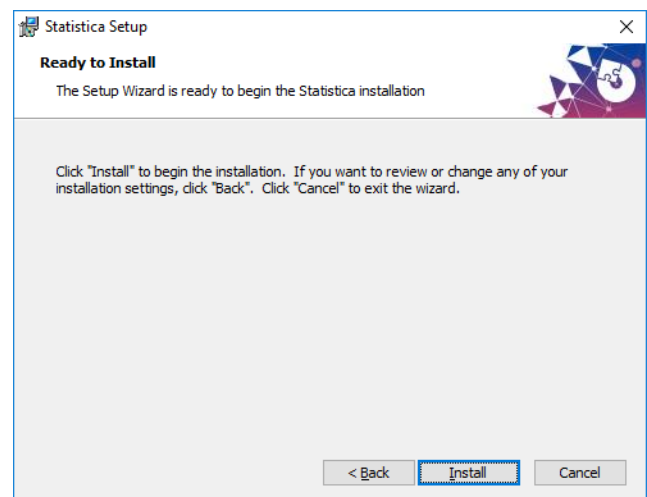 Statistica Setup
Ready to Install
The Setup Wizard is ready to begin the Statistica installation
Click "Install" to begin the installation.  If you want to review or change any of your
installation settings, click "Back".  Click "Cancel" to exit the wizard.
< Back
Install
Cancel